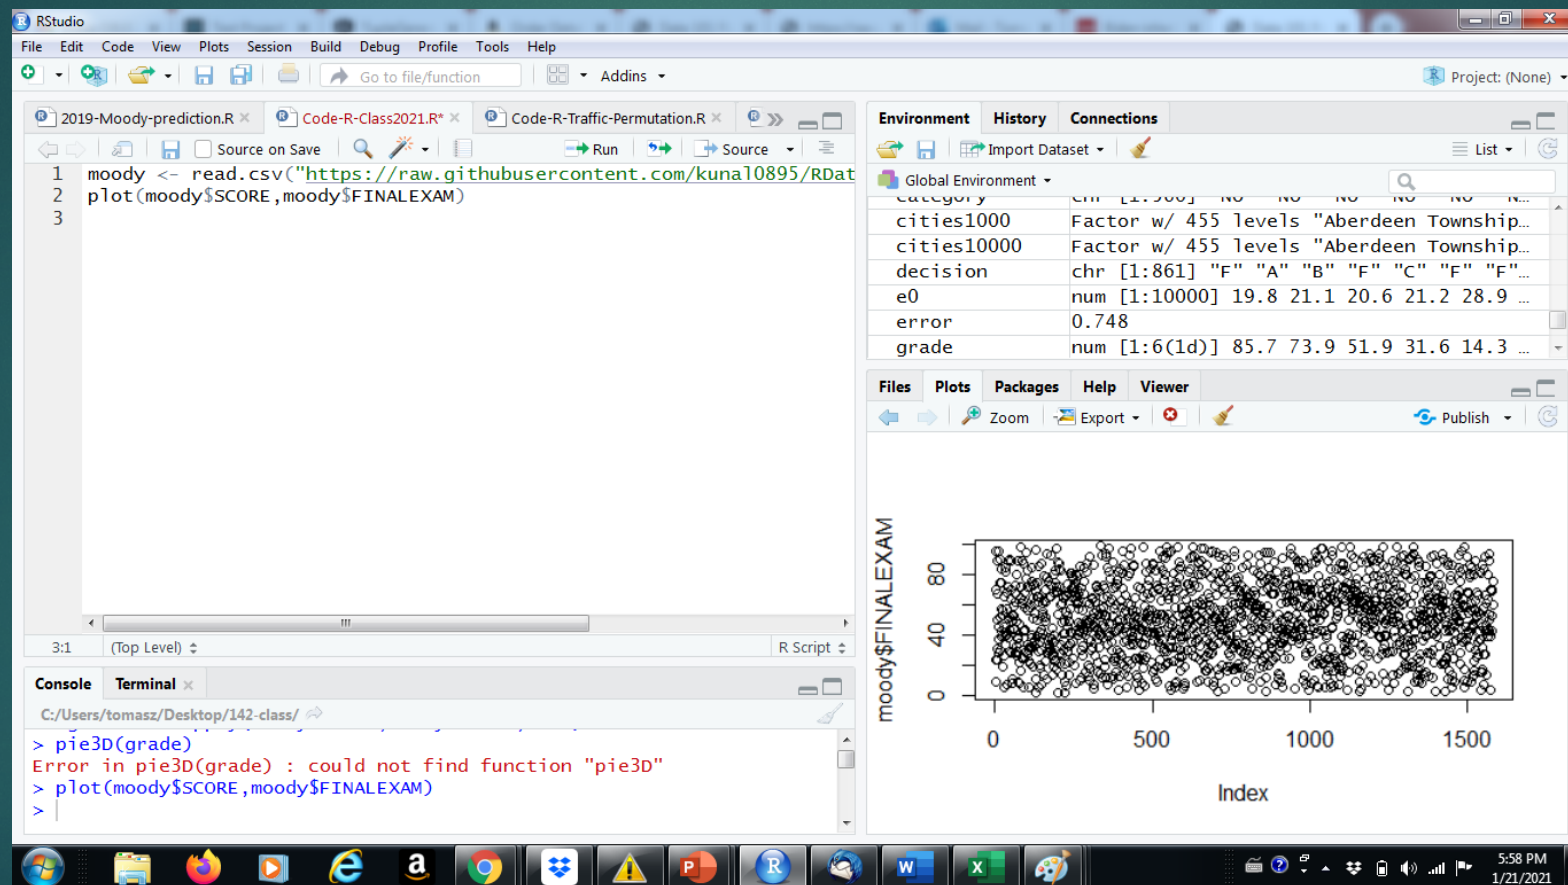 RStudio
File Edit Code View Plots Session Build Debug Profile Tools Help
Go to file/function Addins Project: (None)
2019-Moody-prediction.R Code-R-Class2021.R* Code-R-Traffic-Permutation.R
Source on Save Run Source
1 moody <- read.csv("https://raw.githubusercontent.com/kunal0895/RDat
2 plot(moody$SCORE,moody$FINALEXAM)
3
3:1 (Top Level) R Script
Console Terminal
C:/Users/tomasz/Desktop/142-class/
> pie3D(grade)
Error in pie3D(grade) : could not find function "pie3D"
> plot(moody$SCORE,moody$FINALEXAM)
>
Environment History Connections
Import Dataset List
Global Environment
cities1000 Factor w/ 455 levels "Aberdeen Township…
cities10000 Factor w/ 455 levels "Aberdeen Township…
decision chr [1:861] "F" "A" "B" "F" "C" "F" "F"…
e0 num [1:10000] 19.8 21.1 20.6 21.2 28.9 …
error 0.748
grade num [1:6(1d)] 85.7 73.9 51.9 31.6 14.3 …
Files Plots Packages Help Viewer
Zoom Export Publish
moody$FINALEXAM
80
40
0
0 500 1000 1500
Index
5:58 PM
1/21/2021